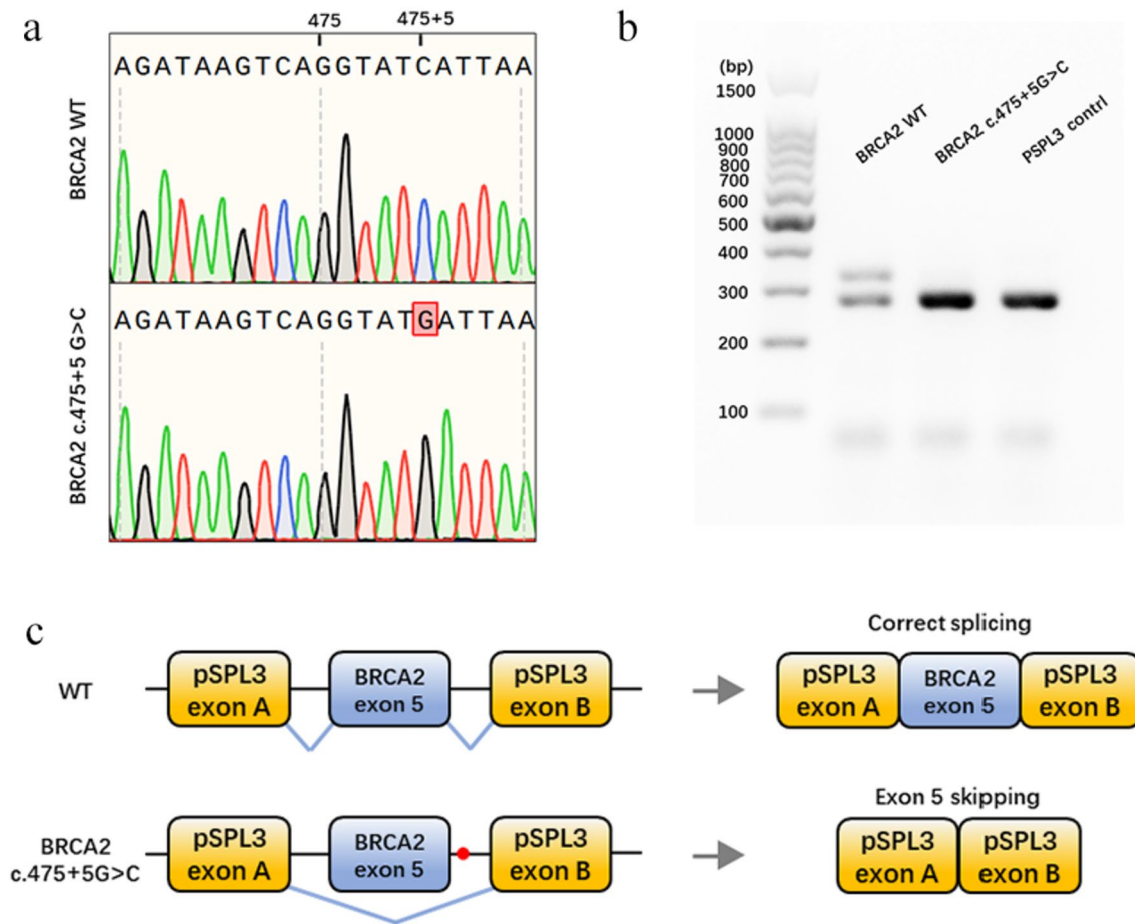 a
475 475+5
BRCA2 WT
AGATAAGTCAGGTATCATTAA
BRCA2 c.475+5 G>C
AGATAAGTCAGGTATGATTAA
b
(bp)
1500
1000
900
800
700
600
500
400
300
200
100
BRCA2 WT
BRCA2 c.475+5G>C
PSPL3 contrl
c
WT
pSPL3
exon A
BRCA2
exon 5
pSPL3
exon B
Correct splicing
pSPL3
exon A
BRCA2
exon 5
pSPL3
exon B
BRCA2
c.475+5G>C
pSPL3
exon A
BRCA2
exon 5
pSPL3
exon B
Exon 5 skipping
pSPL3
exon A
pSPL3
exon B